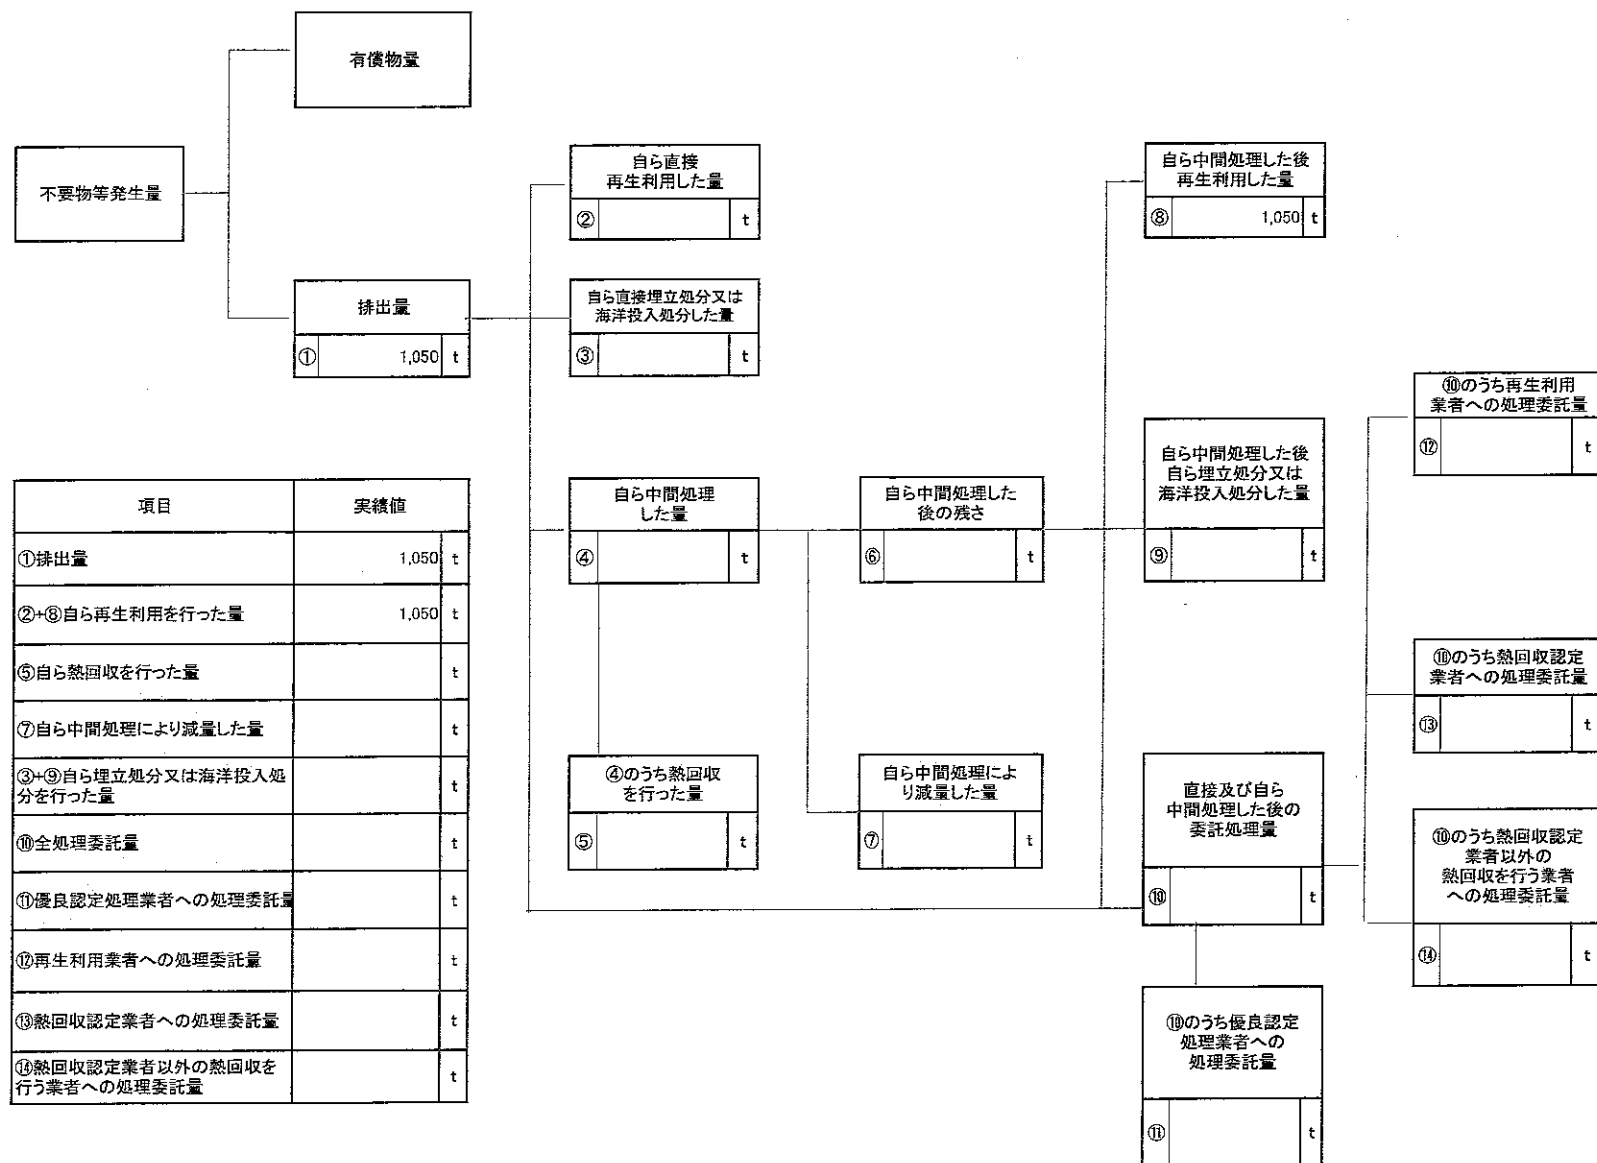 有償物量
不要物等発生量
排出量
① 1,050 t
自ら直接
再生利用した量
② t
自ら直接埋立処分又は
海洋投入処分した量
③ t
自ら中間処理
した量
④ t
④のうち熱回収
を行った量
⑤ t
自ら中間処理した
後の残さ
⑥ t
自ら中間処理によ
り減量した量
⑦ t
自ら中間処理した後
再生利用した量
⑧ 1,050 t
自ら中間処理した後
自ら埋立処分又は
海洋投入処分した量
⑨ t
直接及び自ら
中間処理した後の
委託処理量
⑩ t
⑩のうち優良認定
処理業者への
処理委託量
⑪ t
⑩のうち再生利用
業者への処理委託量
⑫ t
⑩のうち熱回収認定
業者への処理委託量
⑬ t
⑩のうち熱回収認定
業者以外の
熱回収を行う業者
への処理委託量
⑭ t
項目 実績値
①排出量 1,050 t
②+⑧自ら再生利用を行った量 1,050 t
⑤自ら熱回収を行った量 t
⑦自ら中間処理により減量した量 t
③+⑨自ら埋立処分又は海洋投入処
分を行った量 t
⑩全処理委託量 t
⑪優良認定処理業者への処理委託量 t
⑫再生利用業者への処理委託量 t
⑬熱回収認定業者への処理委託量 t
⑭熱回収認定業者以外の熱回収を
行う業者への処理委託量 t